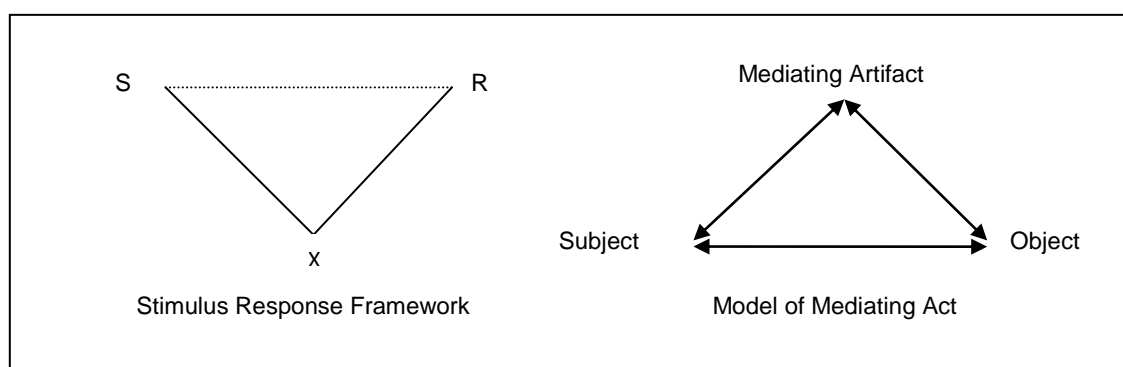 S R
X
Stimulus Response Framework
Mediating Artifact
Subject Object
Model of Mediating Act